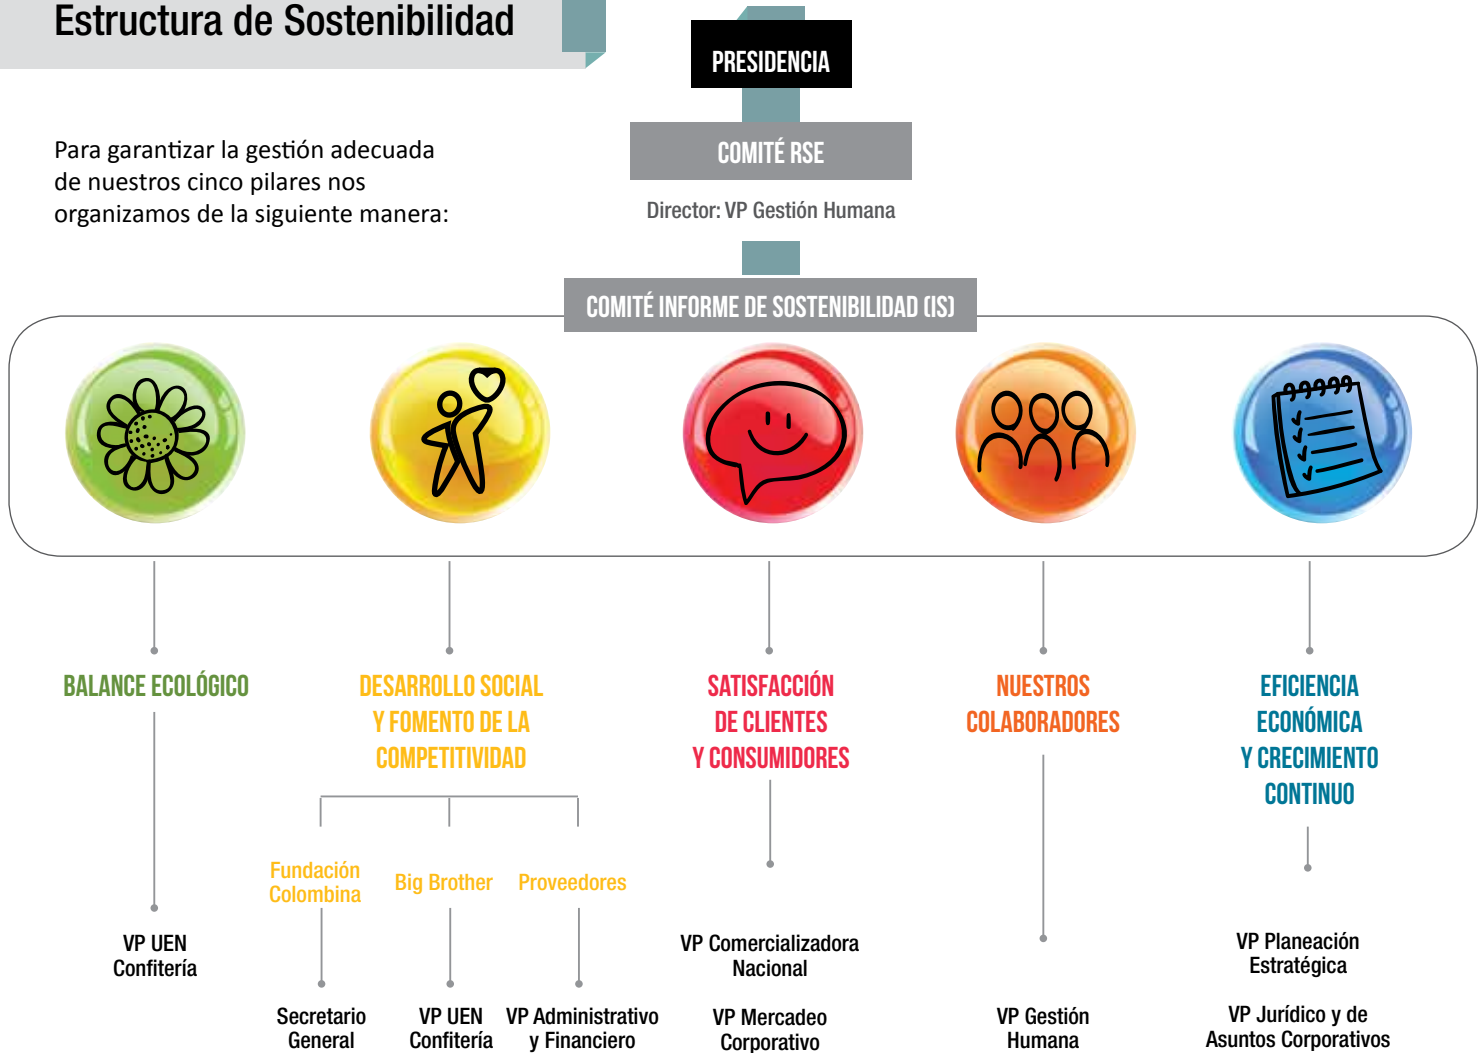 Estructura de Sostenibilidad
Para garantizar la gestión adecuada
de nuestros cinco pilares nos
organizamos de la siguiente manera:
PRESIDENCIA
COMITÉ RSE
Director: VP Gestión Humana
COMITÉ INFORME DE SOSTENIBILIDAD (IS)
BALANCE ECOLÓGICO
VP UEN
Confitería
DESARROLLO SOCIAL
Y FOMENTO DE LA
COMPETITIVIDAD
Fundación
Colombina
Secretario
General
Big Brother
VP UEN
Confitería
Proveedores
VP Administrativo
y Financiero
SATISFACCIÓN
DE CLIENTES
Y CONSUMIDORES
VP Comercializadora
Nacional
VP Mercadeo
Corporativo
NUESTROS
COLABORADORES
VP Gestión
Humana
EFICIENCIA
ECONÓMICA
Y CRECIMIENTO
CONTINUO
VP Planeación
Estratégica
VP Jurídico y de
Asuntos Corporativos